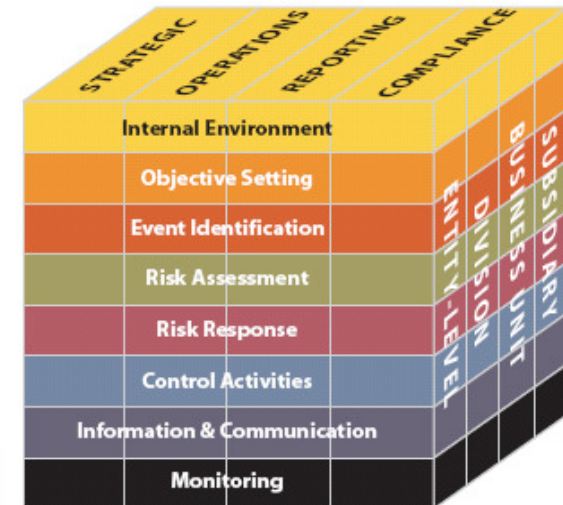 STRATEGIC
OPERATIONS
REPORTING
COMPLIANCE
Internal Environment
Objective Setting
Event Identification
Risk Assessment
Risk Response
Control Activities
Information & Communication
Monitoring
ENTITY-LEVEL
DIVISION
BUSINESS UNIT
SUBSIDIARY